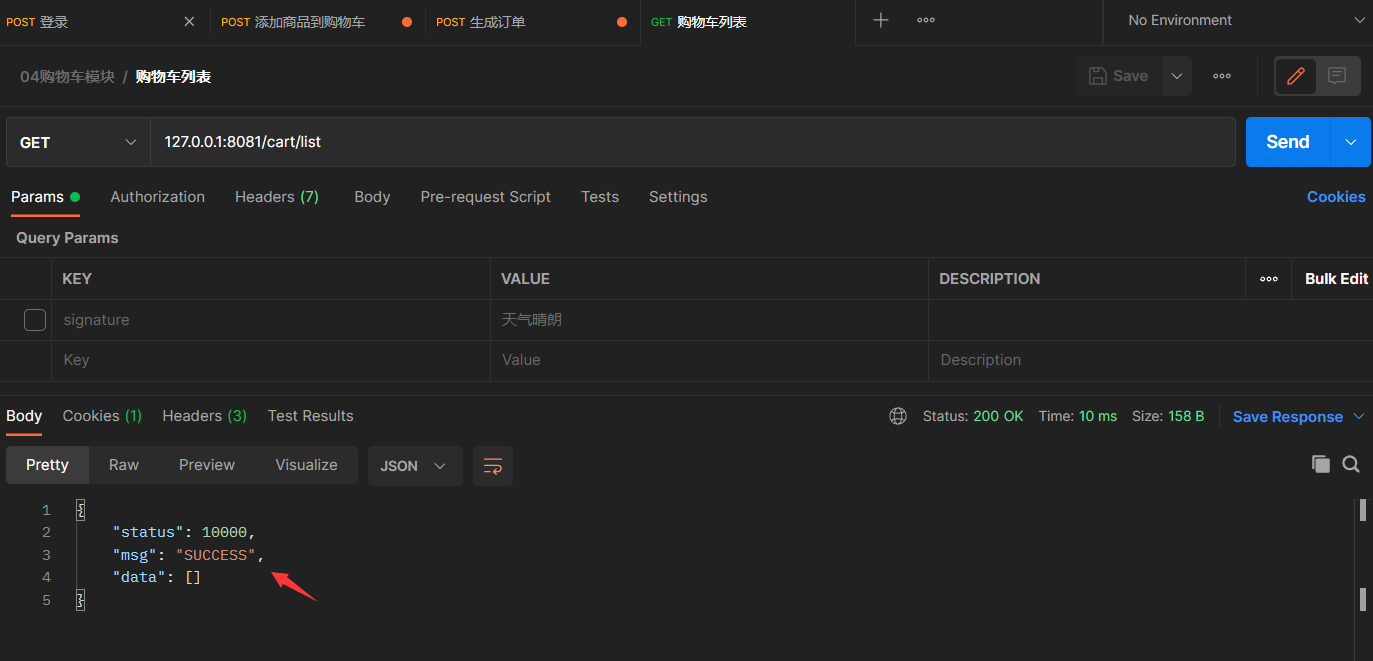 POST 登录 POST 添加商品到购物车 POST 生成订单 GET 购物车列表 No Environment
04购物车模块 / 购物车列表 Save
GET 127.0.0.1:8081/cart/list Send
Params Authorization Headers (7) Body Pre-request Script Tests Settings Cookies
Query Params
KEY VALUE DESCRIPTION Bulk Edit
signature 天气晴朗
Key Value Description
Body Cookies (1) Headers (3) Test Results Status: 200 OK Time: 10 ms Size: 158 B Save Response
Pretty Raw Preview Visualize JSON
1 {
2 "status": 10000,
3 "msg": "SUCCESS",
4 "data": []
5 }